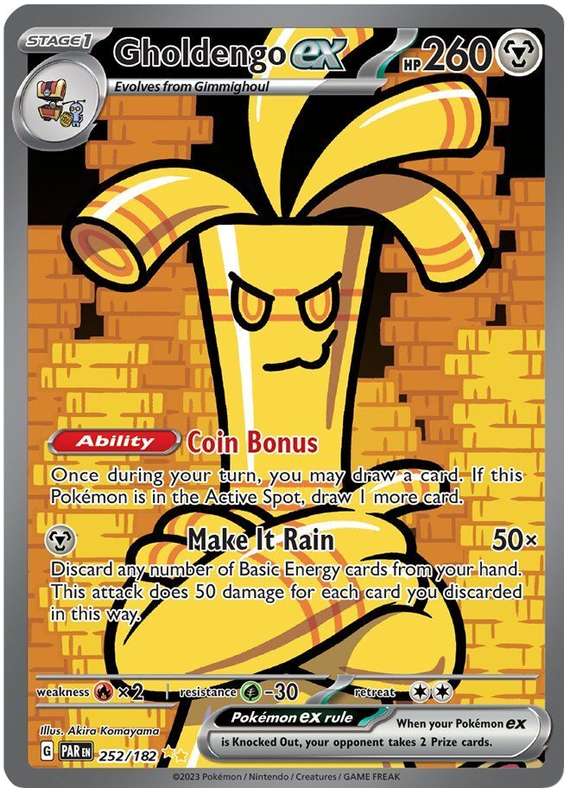 STAGE 1
Gholdengo ex
HP 260
Evolves from Gimmighoul
Ability Coin Bonus
Once during your turn, you may draw a card. If this
Pokémon is in the Active Spot, draw 1 more card.
Make It Rain 50×
Discard any number of Basic Energy cards from your hand.
This attack does 50 damage for each card you discarded
in this way.
weakness ×2 resistance -30 retreat
Illus. Akira Komayama
Pokémon ex rule
When your Pokémon ex
is Knocked Out, your opponent takes 2 Prize cards.
G PAR EN 252/182
©2023 Pokémon / Nintendo / Creatures / GAME FREAK